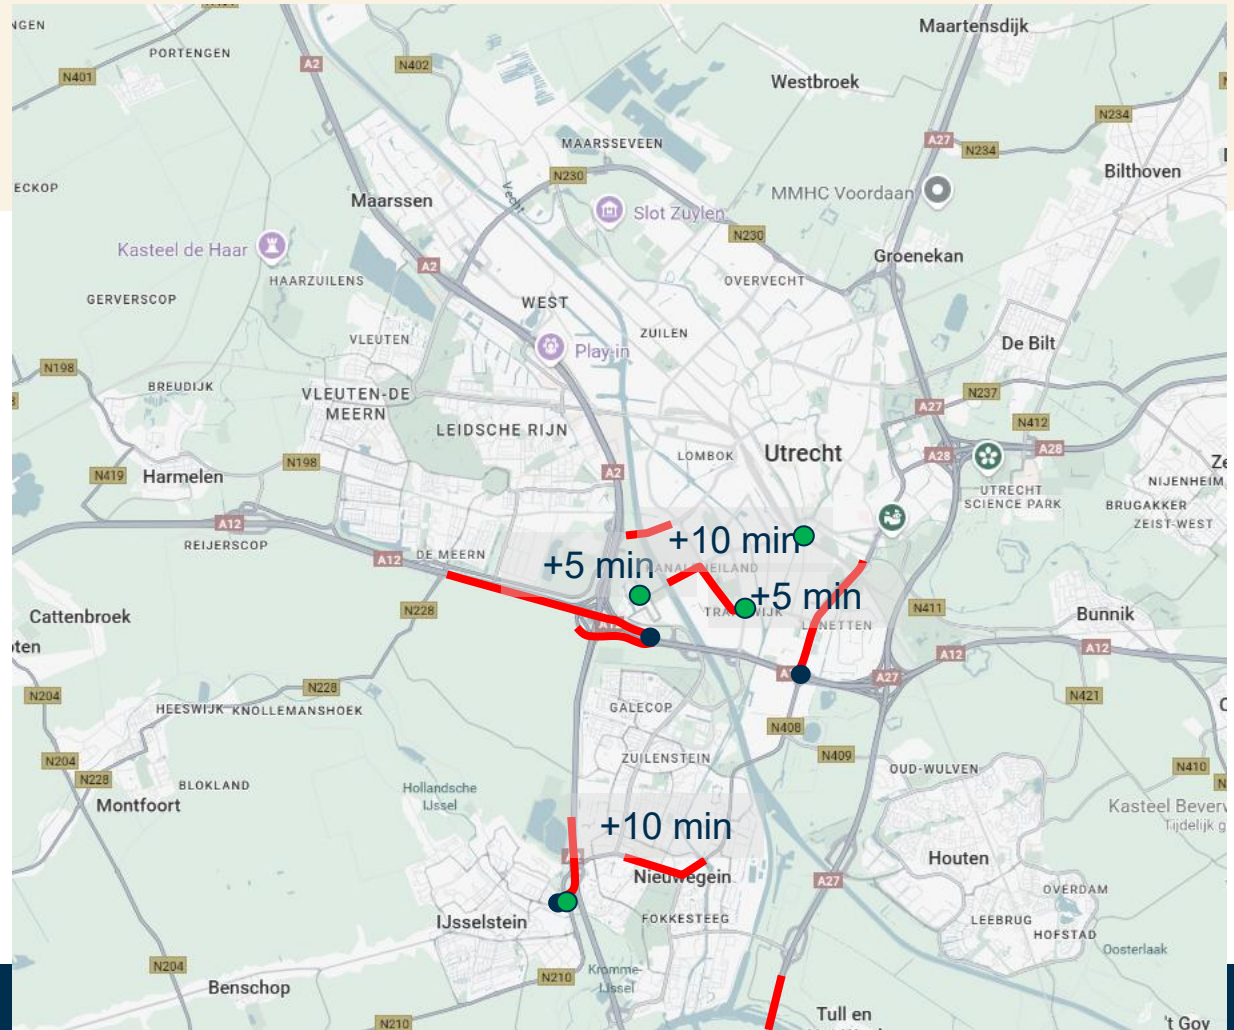 Maartensdijk
PORTENGEN
A2
N402
N401
Westbroek
N234
MAARSSEVEEN
A27
N234
Bilthoven
ECKOP
N230
Maarssen
Vecht
MMHC Voordaan
Slot Zuylen
N230
Kasteel de Haar
Groenekan
A2
HAARZUILENS
OVERVECHT
GERVERSCOP
WEST
ZUILEN
VLEUTEN
De Bilt
Play-in
N198
BREUDIJK
VLEUTEN-DE
MEERN
N237
A27
N412
LEIDSCHE RIJN
LOMBOK
Utrecht
A28
A28
N198
N419
Harmelen
A2
UTRECHT
SCIENCE PARK
NIJENHEIM
BRUGAKKER
ZEIST-WEST
A12
REIJERSCOP
+10 min
A12
DE MEERN
+5 min
+5 min
N228
N411
Cattenbroek
Bunnik
LUNETTEN
A12
A12
A27
N228
N204
HEESWIJK
KNOLLEMANSHOEK
N421
GALECOP
N408
N409
ZUILENSTEIN
N204
N228
BLOKLAND
OUD-WULVEN
N410
Montfoort
Hollandsche
IJssel
Kasteel Beverw
Tijdelijk g
+10 min
Houten
Nieuwegein
A27
OVERDAM
IJsselstein
FOKKESTEEG
LEEBRUG
HOFSTAD
Oosterlaak
N204
N210
Kromme-
IJssel
Benschop
Tull en
N210
't Goy